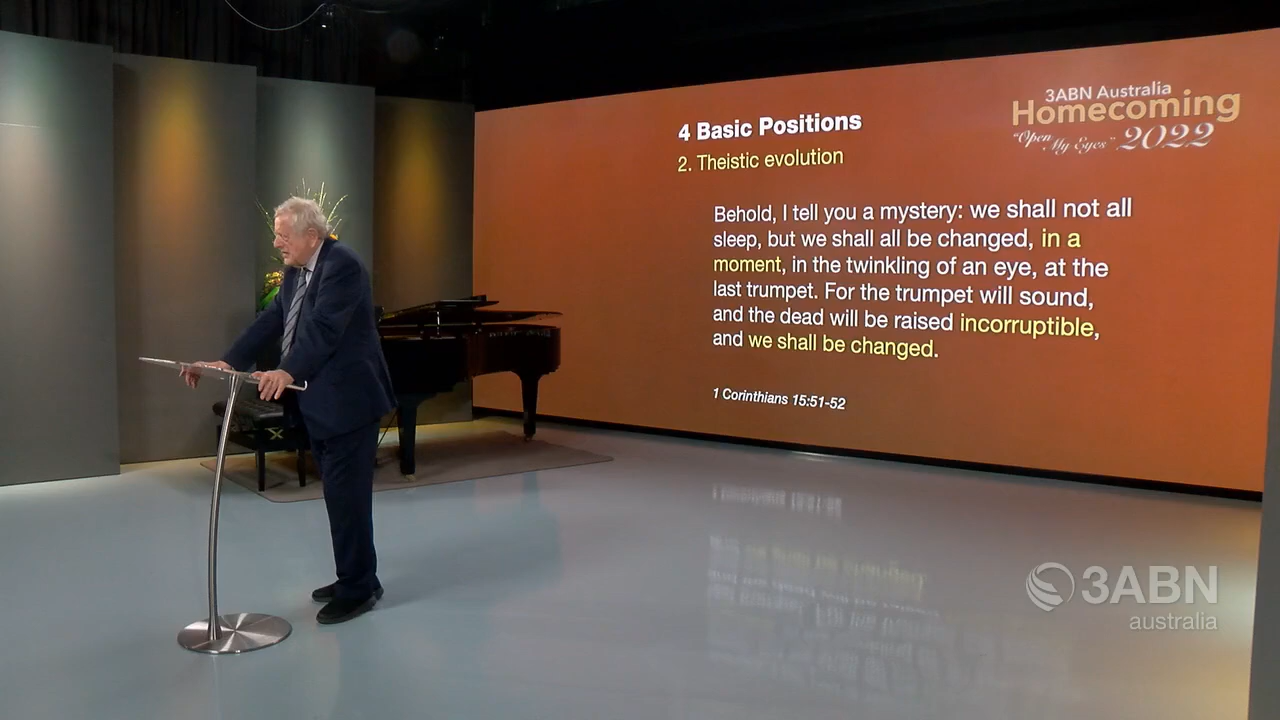 3ABN Australia
Homecoming
"Open My Eyes" 2022
4 Basic Positions
2. Theistic evolution
Behold, I tell you a mystery: we shall not all
sleep, but we shall all be changed, in a
moment, in the twinkling of an eye, at the
last trumpet. For the trumpet will sound,
and the dead will be raised incorruptible,
and we shall be changed.
1 Corinthians 15:51-52
3ABN
australia